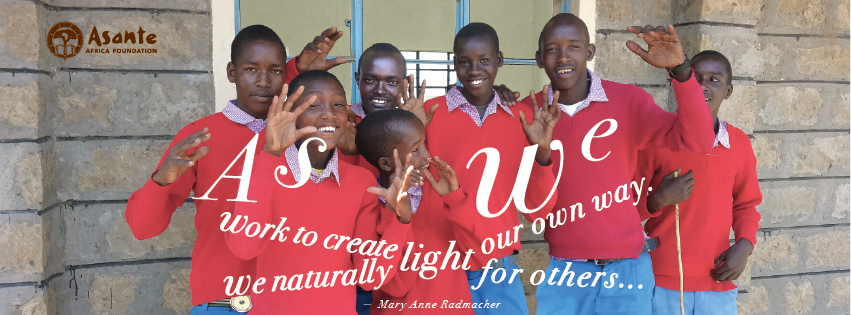 Asante
AFRICA FOUNDATION
As we
work to create light our own way.
we naturally for others...
— Mary Anne Radmacher